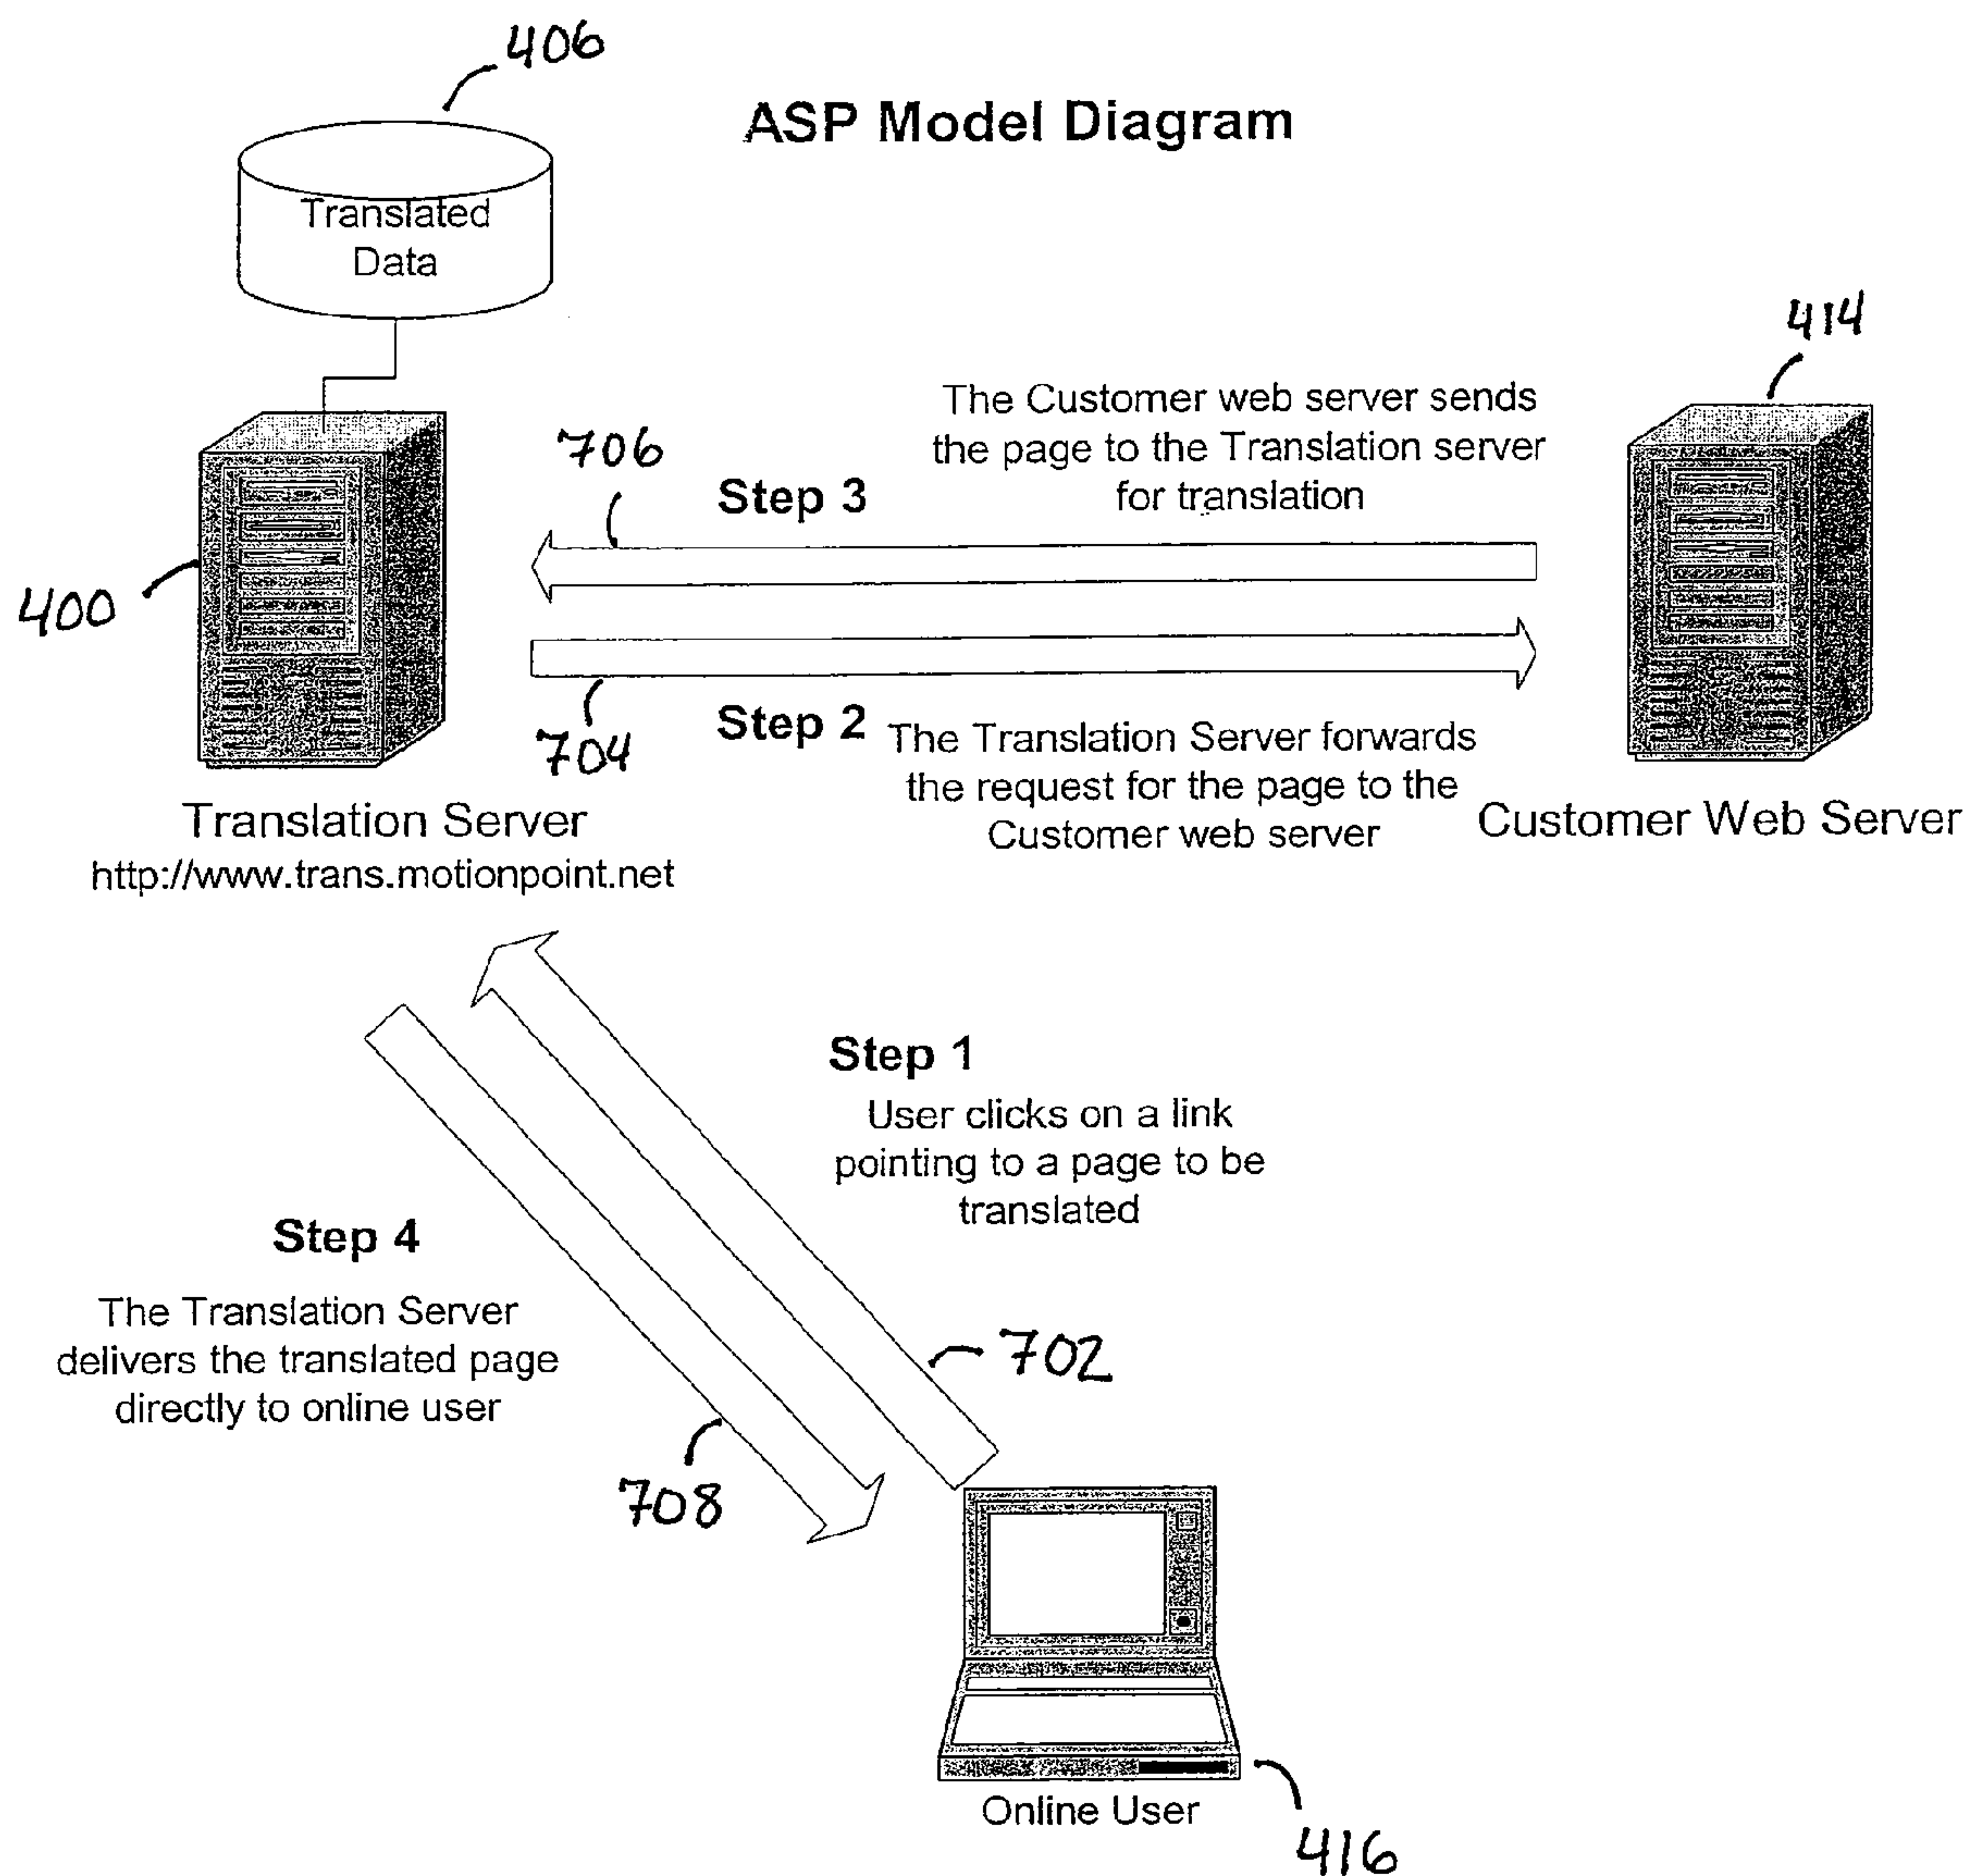 406
ASP Model Diagram
Translated
Data
414
The Customer web server sends
the page to the Translation server
for translation
706
Step 3
400
704
Step 2
The Translation Server forwards
the request for the page to the
Customer web server
Translation Server
http://www.trans.motionpoint.net
Customer Web Server
Step 1
User clicks on a link
pointing to a page to be
translated
Step 4
The Translation Server
delivers the translated page
directly to online user
702
708
Online User
416